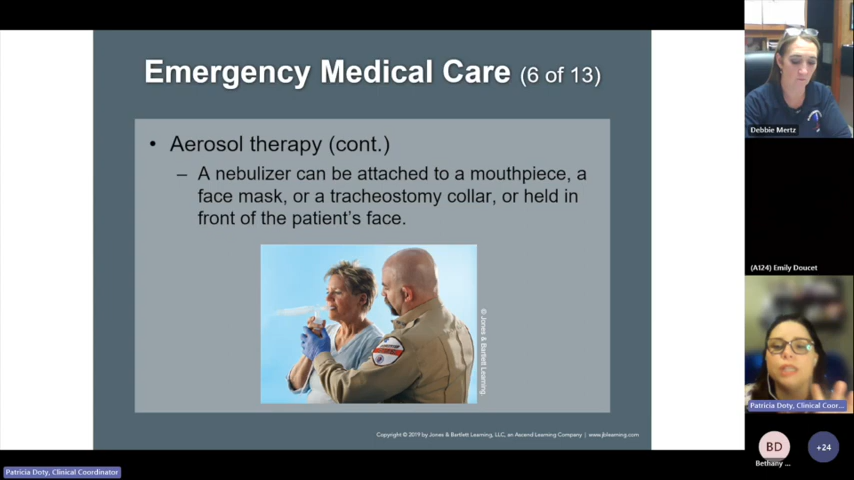 Emergency Medical Care (6 of 13)
• Aerosol therapy (cont.)
– A nebulizer can be attached to a mouthpiece, a
face mask, or a tracheostomy collar, or held in
front of the patient's face.
© Jones & Bartlett Learning.
Copyright © 2019 by Jones & Bartlett Learning, LLC, an Ascend Learning Company | www.jblearning.com
Debbie Mertz
(A124) Emily Doucet
Patricia Doty, Clinical Coor...
BD
Bethany ...
+24
Patricia Doty, Clinical Coordinator